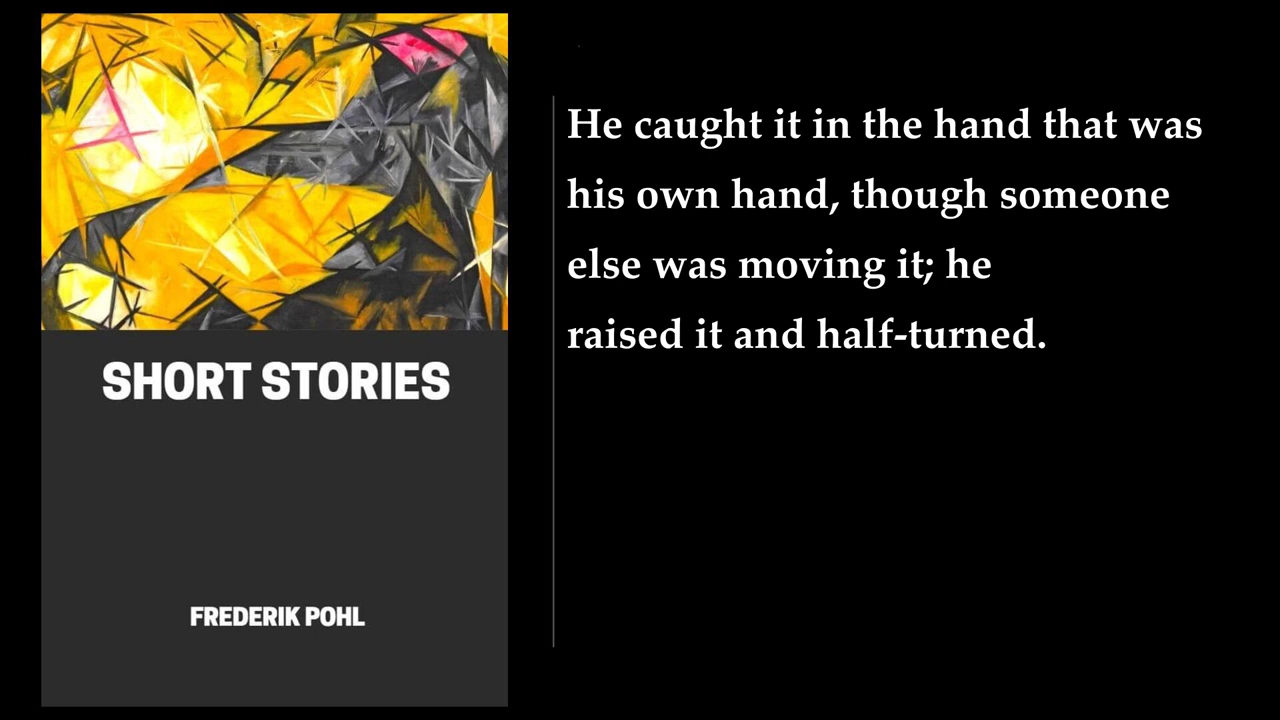 SHORT STORIES
FREDERIK POHL
He caught it in the hand that was
his own hand, though someone
else was moving it; he
raised it and half-turned.